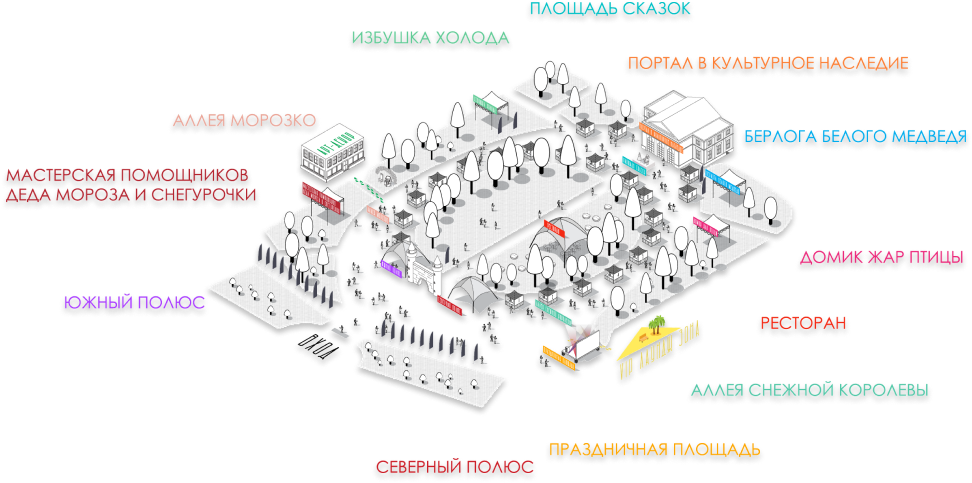 ПЛОЩАДЬ СКАЗОК
ИЗБУШКА ХОЛОДА
ПОРТАЛ В КУЛЬТУРНОЕ НАСЛЕДИЕ
АЛЛЕЯ МОРОЗКО
БЕРЛОГА БЕЛОГО МЕДВЕДЯ
МАСТЕРСКАЯ ПОМОЩНИКОВ
ДЕДА МОРОЗА И СНЕГУРОЧКИ
ДОМИК ЖАР ПТИЦЫ
ЮЖНЫЙ ПОЛЮС
РЕСТОРАН
ВХОД
АЛЛЕЯ СНЕЖНОЙ КОРОЛЕВЫ
ПРАЗДНИЧНАЯ ПЛОЩАДЬ
СЕВЕРНЫЙ ПОЛЮС